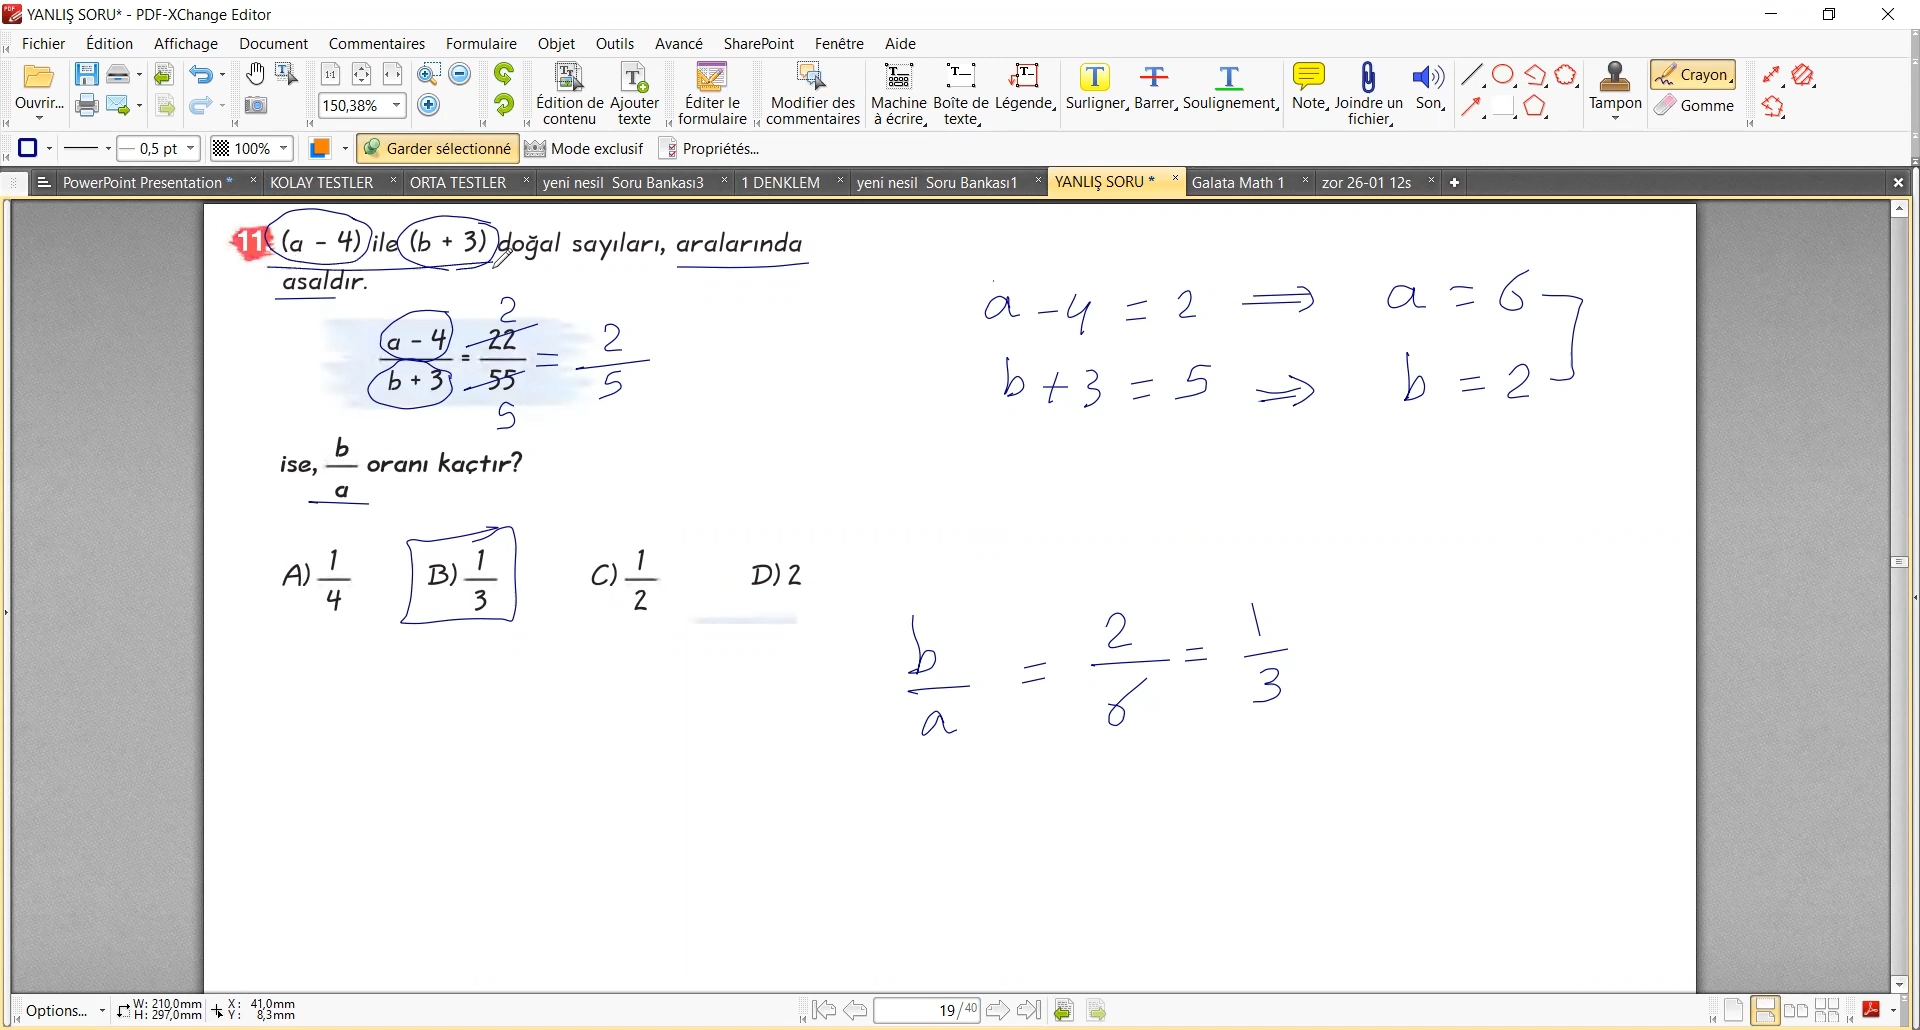 YANLIŞ SORU* - PDF-XChange Editor
Fichier Édition Affichage Document Commentaires Formulaire Objet Outils Avancé SharePoint Fenêtre Aide
Ouvrir...
150,38%
Édition de contenu
Ajouter texte
Éditer le formulaire
Modifier des commentaires
Machine à écrire
Boîte de texte
Légende
Surligner
Barrer
Soulignement
Note
Joindre un fichier
Son
Tampon
Crayon
Gomme
0,5 pt 100% Garder sélectionné Mode exclusif Propriétés...
PowerPoint Presentation * KOLAY TESTLER ORTA TESTLER yeni nesil Soru Bankası3 1 DENKLEM yeni nesil Soru Bankası1 YANLIŞ SORU * Galata Math 1 zor 26-01 12s
11 (a - 4) ile (b + 3) doğal sayıları, aralarında
asaldır.
2
a - 4 / b + 3 = 22 / 55 = 2 / 5
5
a - 4 = 2 ⟹ a = 6
b + 3 = 5 ⟹ b = 2
ise, b / a oranı kaçtır?
A) 1 / 4 B) 1 / 3 C) 1 / 2 D) 2
b / a = 2 / 6 = 1 / 3
Options... W: 210,0mm X: 41,0mm 19 / 40
H: 297,0mm Y: 8,3mm